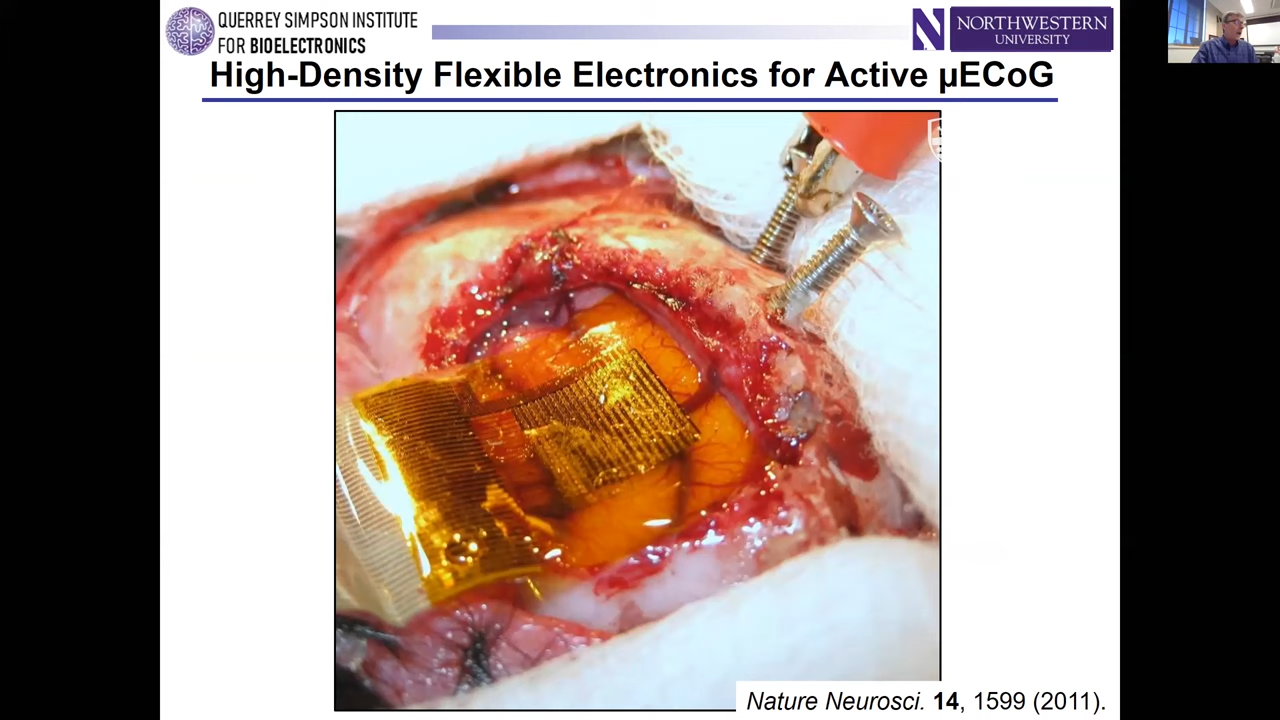 QUERREY SIMPSON INSTITUTE
FOR BIOELECTRONICS
N
NORTHWESTERN
UNIVERSITY
High-Density Flexible Electronics for Active µECoG
Nature Neurosci. 14, 1599 (2011).